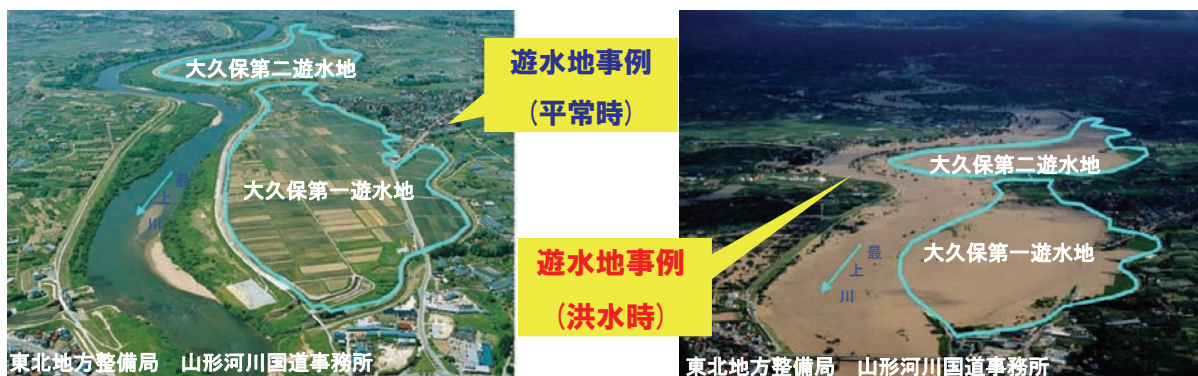 大久保第二遊水地
大久保第一遊水地
最
上
川
東北地方整備局 山形河川国道事務所
遊水地事例
(平常時)
遊水地事例
(洪水時)
大久保第二遊水地
大久保第一遊水地
最
上
川
東北地方整備局 山形河川国道事務所